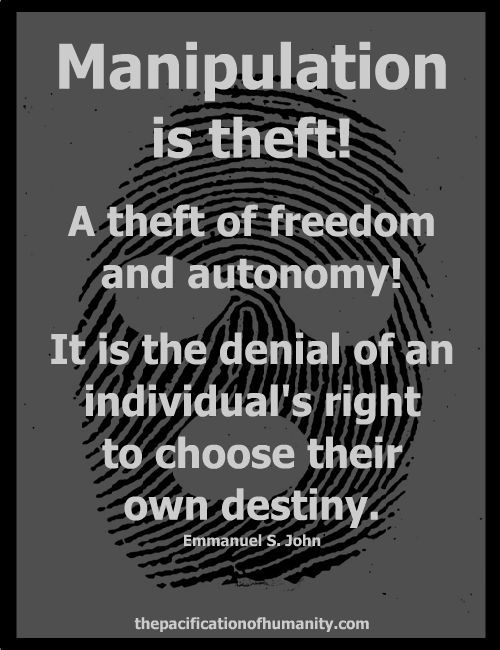 Manipulation
is theft!
A theft of freedom
and autonomy!
It is the denial of an
individual's right
to choose their
own destiny.
Emmanuel S. John
thepacificationofhumanity.com